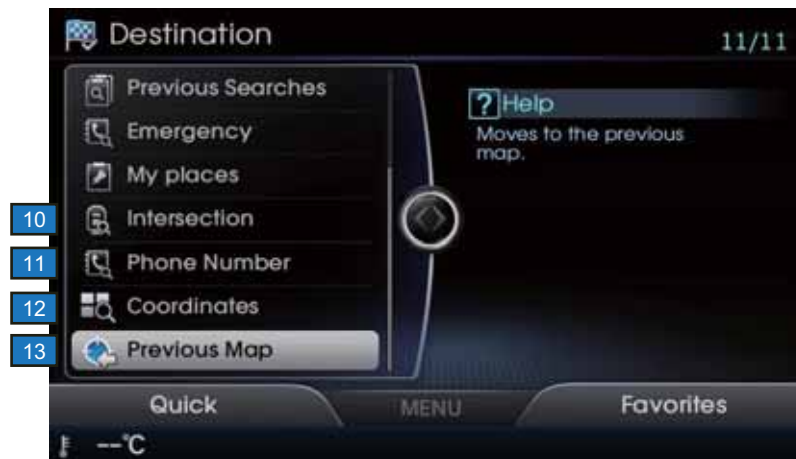 Destination
11/11
Previous Searches
Emergency
My places
10 Intersection
11 Phone Number
12 Coordinates
13 Previous Map
? Help
Moves to the previous
map.
Quick
MENU
Favorites
--°C